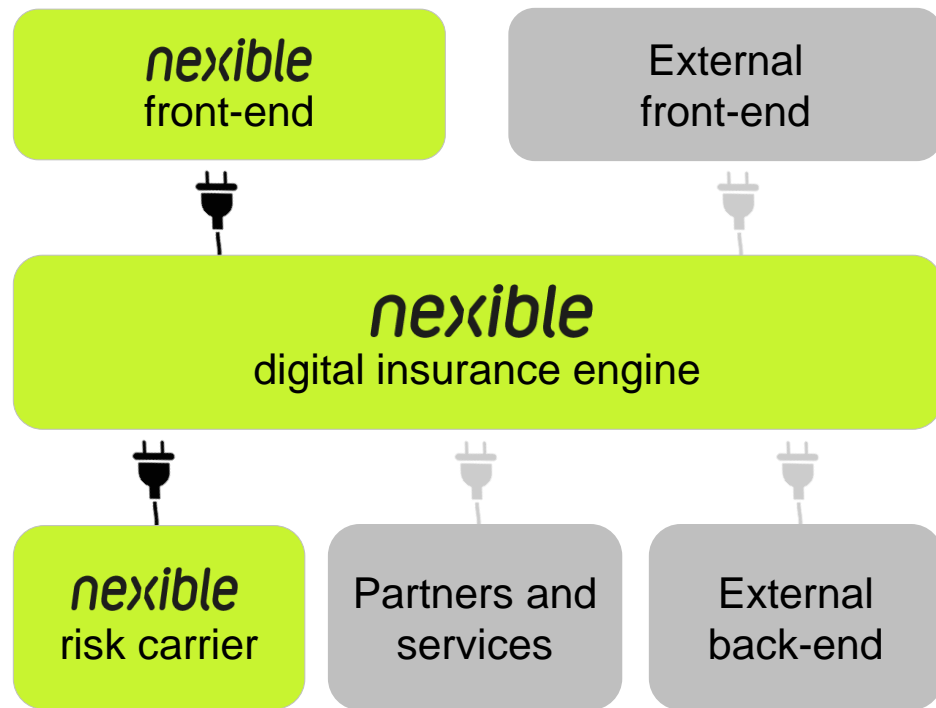 nexible
front-end
External
front-end
nexible
digital insurance engine
nexible
risk carrier
Partners and
services
External
back-end